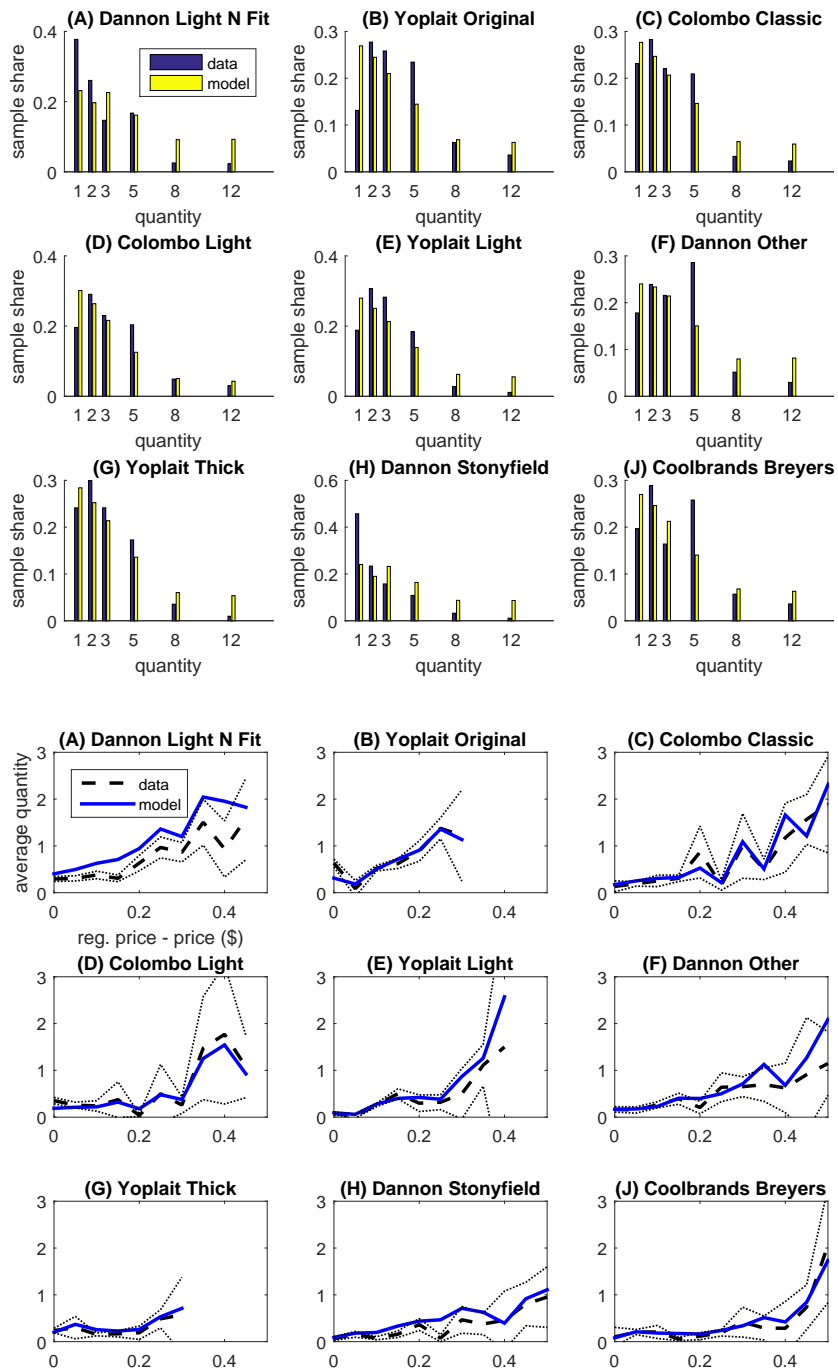 (A) Dannon Light N Fit
0.4
0.2
0
sample share
data
model
1 2 3 5 8 12
quantity
(B) Yoplait Original
0.3
0.2
0.1
0
sample share
1 2 3 5 8 12
quantity
(C) Colombo Classic
0.3
0.2
0.1
0
sample share
1 2 3 5 8 12
quantity
(D) Colombo Light
0.4
0.2
0
sample share
1 2 3 5 8 12
quantity
(E) Yoplait Light
0.4
0.2
0
sample share
1 2 3 5 8 12
quantity
(F) Dannon Other
0.3
0.2
0.1
0
sample share
1 2 3 5 8 12
quantity
(G) Yoplait Thick
0.3
0.2
0.1
0
sample share
1 2 3 5 8 12
quantity
(H) Dannon Stonyfield
0.6
0.4
0.2
0
sample share
1 2 3 5 8 12
quantity
(J) Coolbrands Breyers
0.3
0.2
0.1
0
sample share
1 2 3 5 8 12
quantity
(A) Dannon Light N Fit
3
2
1
0
average quantity
data
model
0 0.2 0.4
reg. price - price ($)
(B) Yoplait Original
3
2
1
0
0 0.2 0.4
(C) Colombo Classic
3
2
1
0
0 0.2 0.4
(D) Colombo Light
3
2
1
0
0 0.2 0.4
(E) Yoplait Light
3
2
1
0
0 0.2 0.4
(F) Dannon Other
3
2
1
0
0 0.2 0.4
(G) Yoplait Thick
3
2
1
0
0 0.2 0.4
(H) Dannon Stonyfield
3
2
1
0
0 0.2 0.4
(J) Coolbrands Breyers
3
2
1
0
0 0.2 0.4